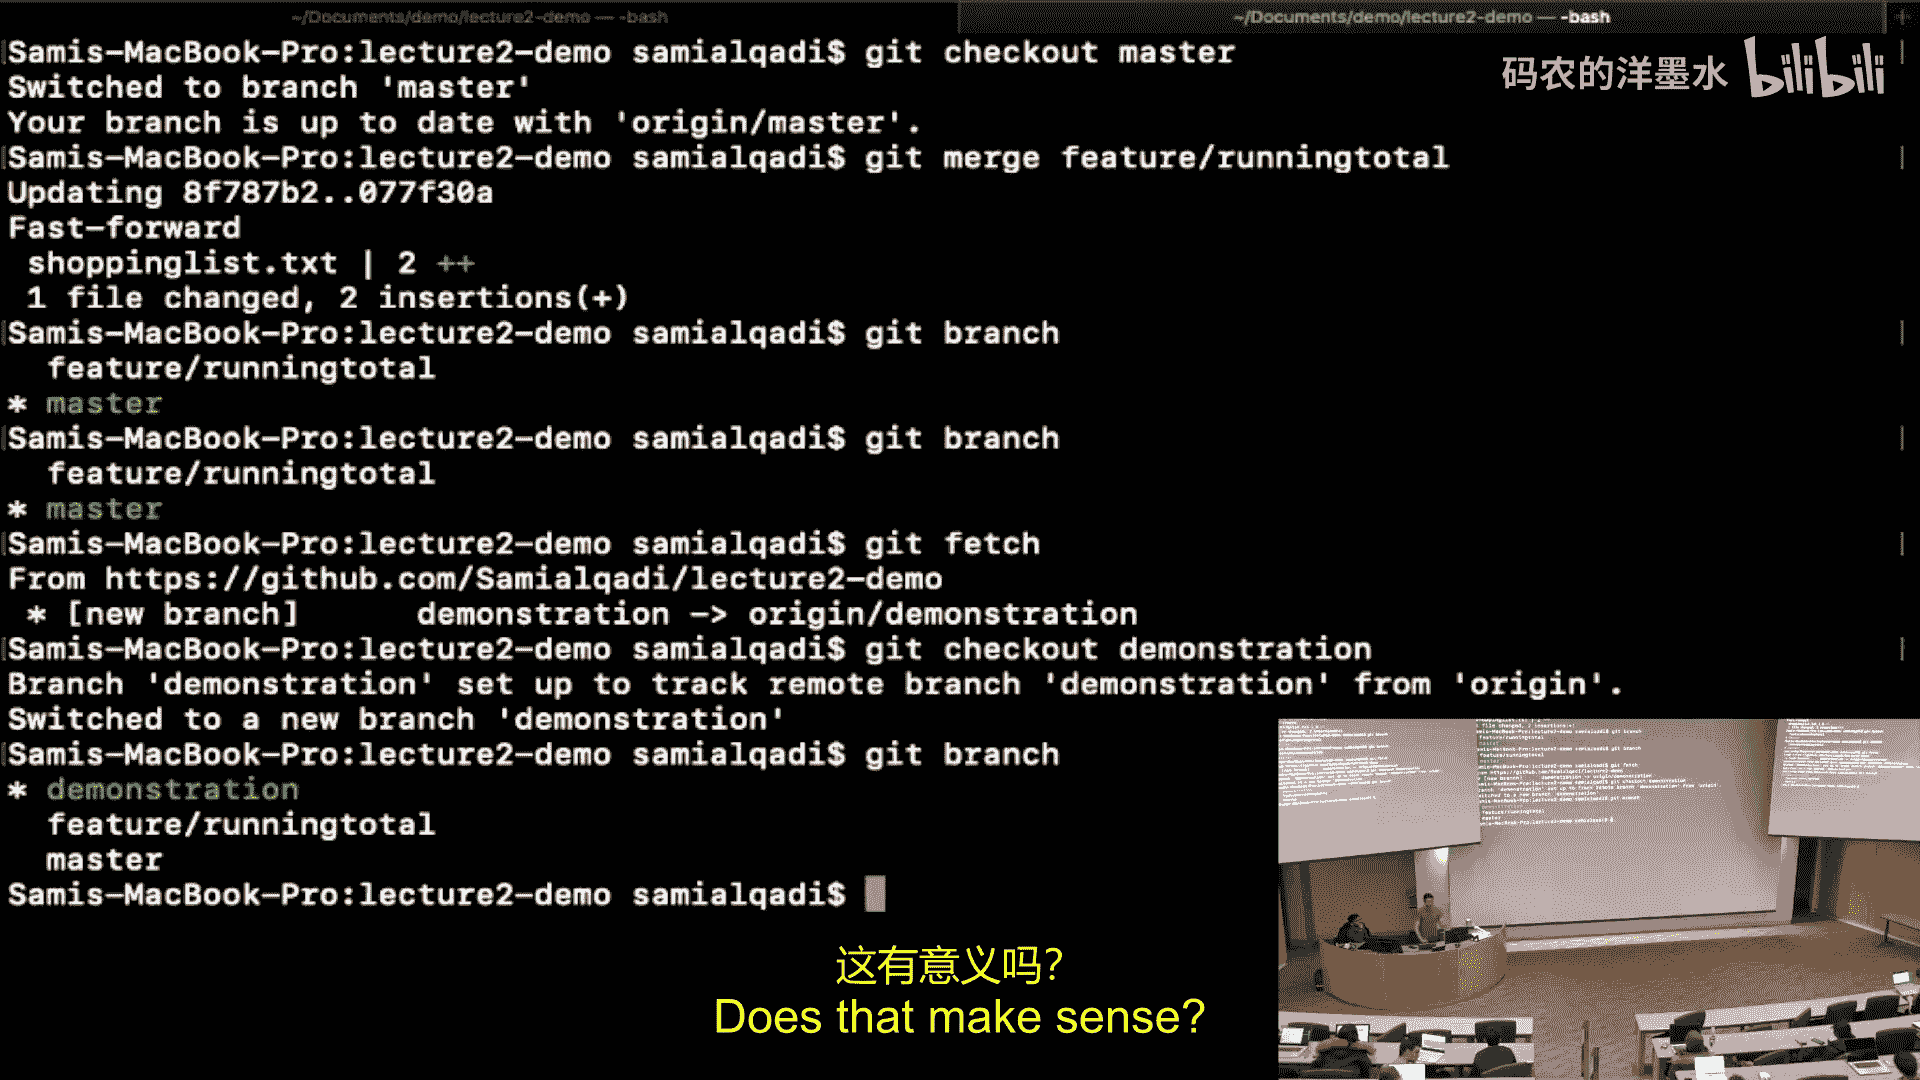 ~/Documents/demo/lecture2-demo — -bash
~/Documents/demo/lecture2-demo — -bash
Samis-MacBook-Pro:lecture2-demo samialqadi$ git checkout master
码农的洋墨水 bilibili
Switched to branch 'master'
Your branch is up to date with 'origin/master'.
Samis-MacBook-Pro:lecture2-demo samialqadi$ git merge feature/runningtotal
Updating 8f787b2..077f30a
Fast-forward
shoppinglist.txt | 2 ++
1 file changed, 2 insertions(+)
Samis-MacBook-Pro:lecture2-demo samialqadi$ git branch
feature/runningtotal
* master
Samis-MacBook-Pro:lecture2-demo samialqadi$ git branch
feature/runningtotal
* master
Samis-MacBook-Pro:lecture2-demo samialqadi$ git fetch
From https://github.com/Samialqadi/lecture2-demo
* [new branch] demonstration -> origin/demonstration
Samis-MacBook-Pro:lecture2-demo samialqadi$ git checkout demonstration
Branch 'demonstration' set up to track remote branch 'demonstration' from 'origin'.
Switched to a new branch 'demonstration'
Samis-MacBook-Pro:lecture2-demo samialqadi$ git branch
* demonstration
feature/runningtotal
master
Samis-MacBook-Pro:lecture2-demo samialqadi$
这有意义吗?
Does that make sense?